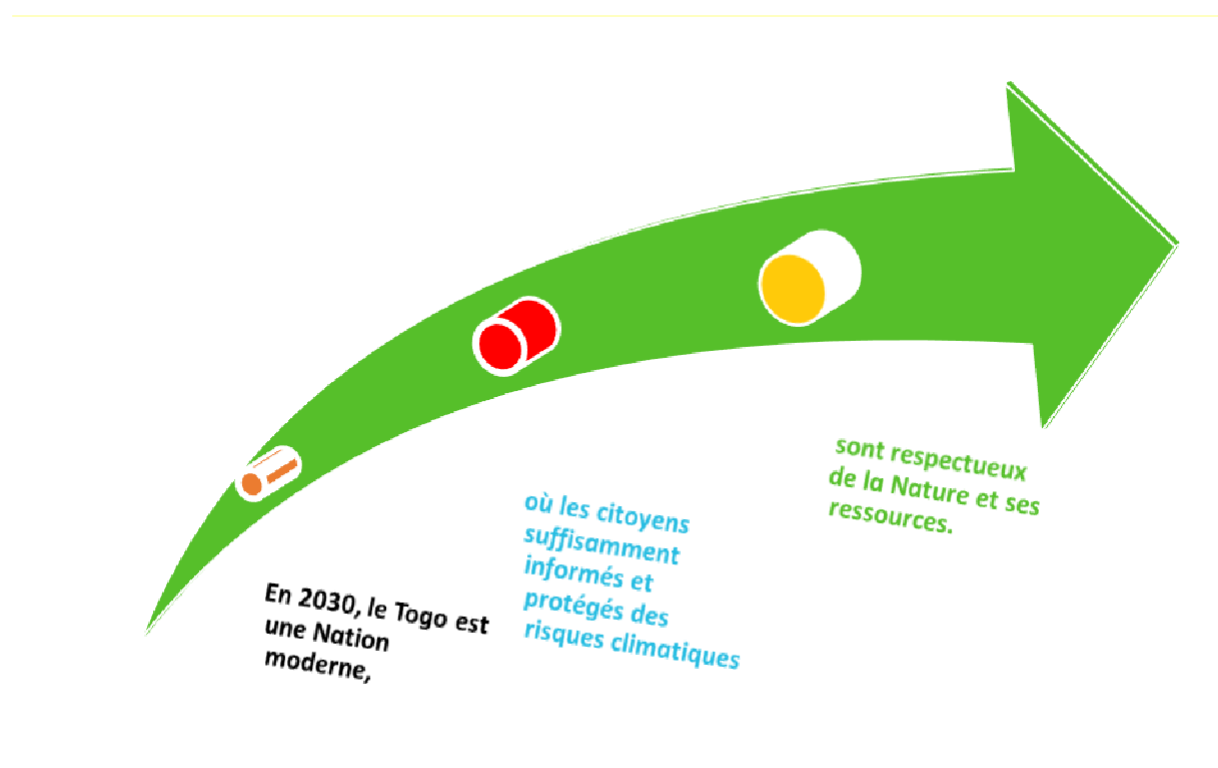 En 2030, le Togo est
une Nation
moderne,
où les citoyens
suffisamment
informés et
protégés des
risques climatiques
sont respectueux
de la Nature et ses
ressources.